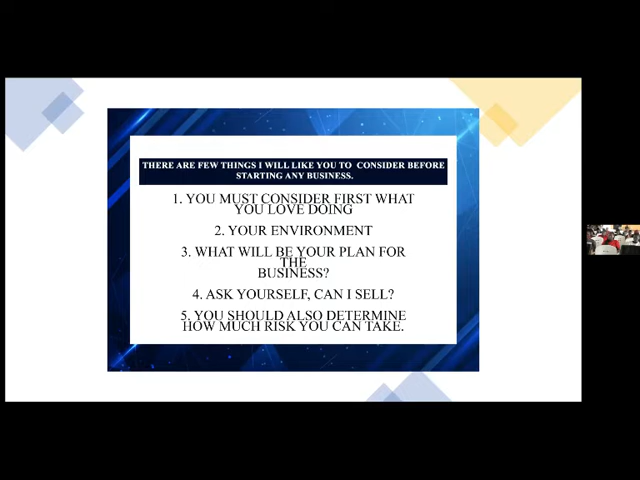 THERE ARE FEW THINGS I WILL LIKE YOU TO CONSIDER BEFORE
STARTING ANY BUSINESS.
1. YOU MUST CONSIDER FIRST WHAT
YOU LOVE DOING
2. YOUR ENVIRONMENT
3. WHAT WILL BE YOUR PLAN FOR
THE
BUSINESS?
4. ASK YOURSELF, CAN I SELL?
5. YOU SHOULD ALSO DETERMINE
HOW MUCH RISK YOU CAN TAKE.